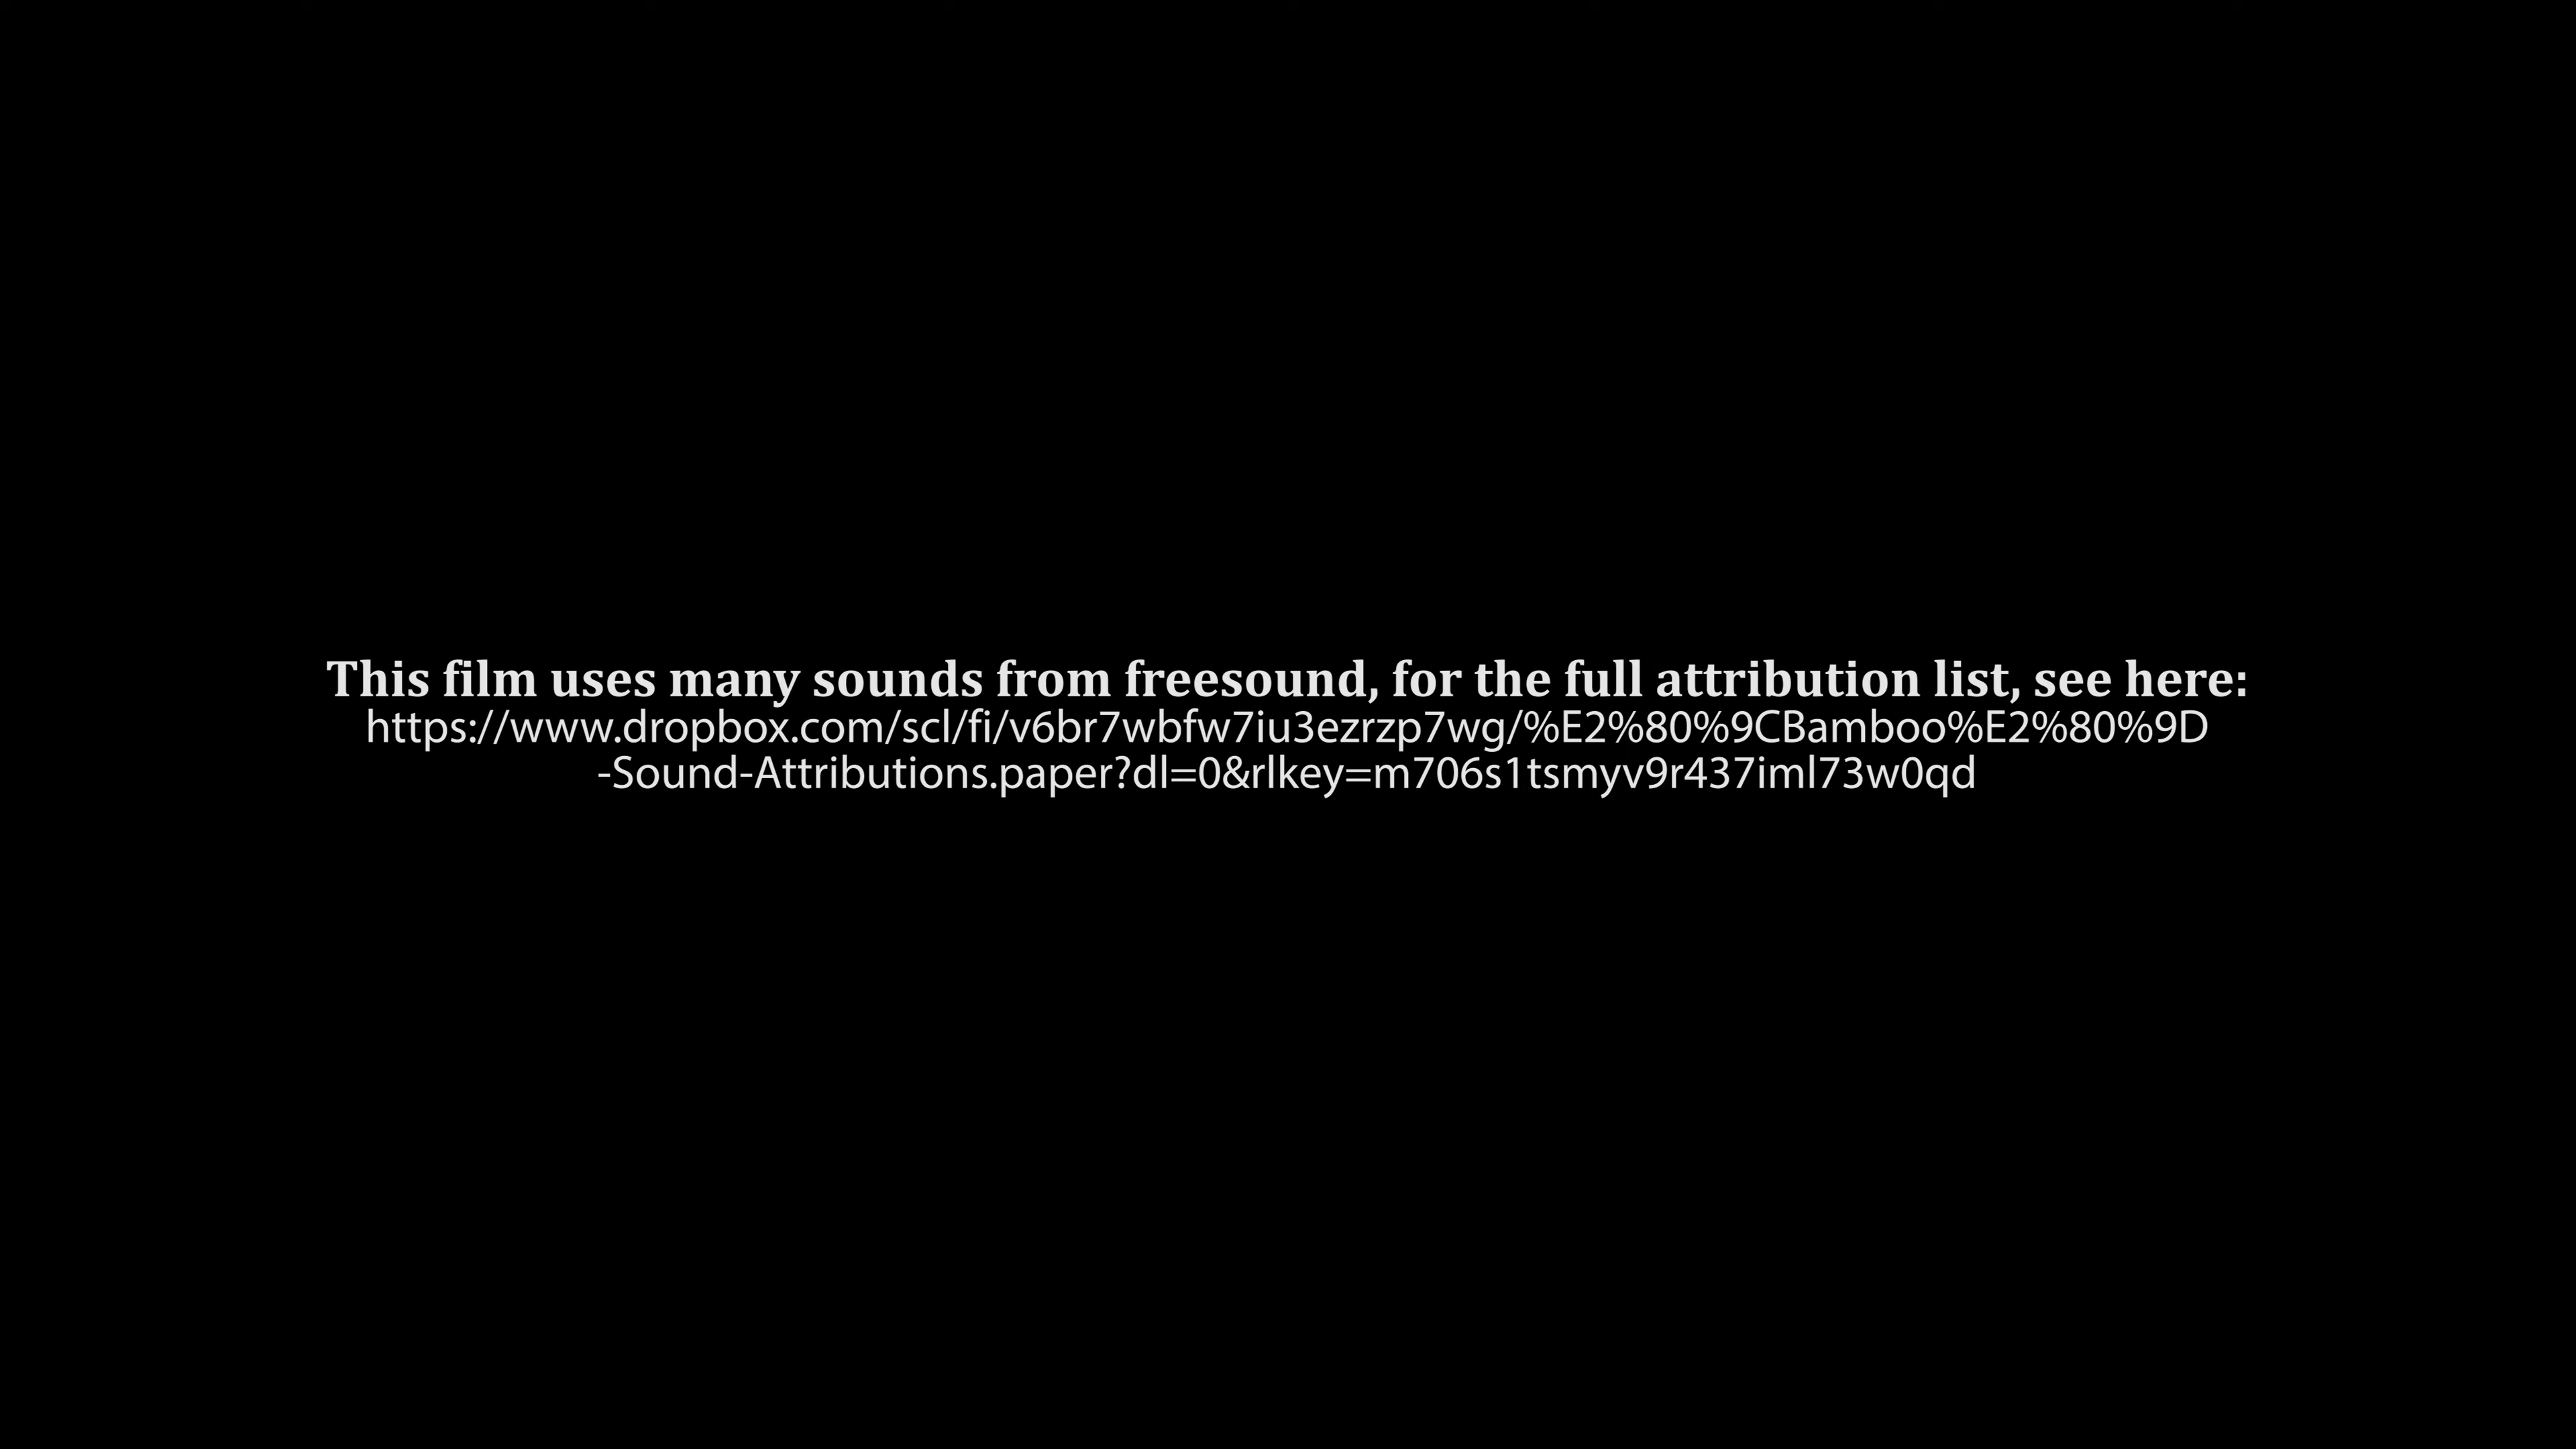 This film uses many sounds from freesound, for the full attribution list, see here:
https://www.dropbox.com/scl/fi/v6br7wbfw7iu3ezrzp7wg/%E2%80%9CBamboo%E2%80%9D
-Sound-Attributions.paper?dl=0&rlkey=m706s1tsmyv9r437iml73w0qd